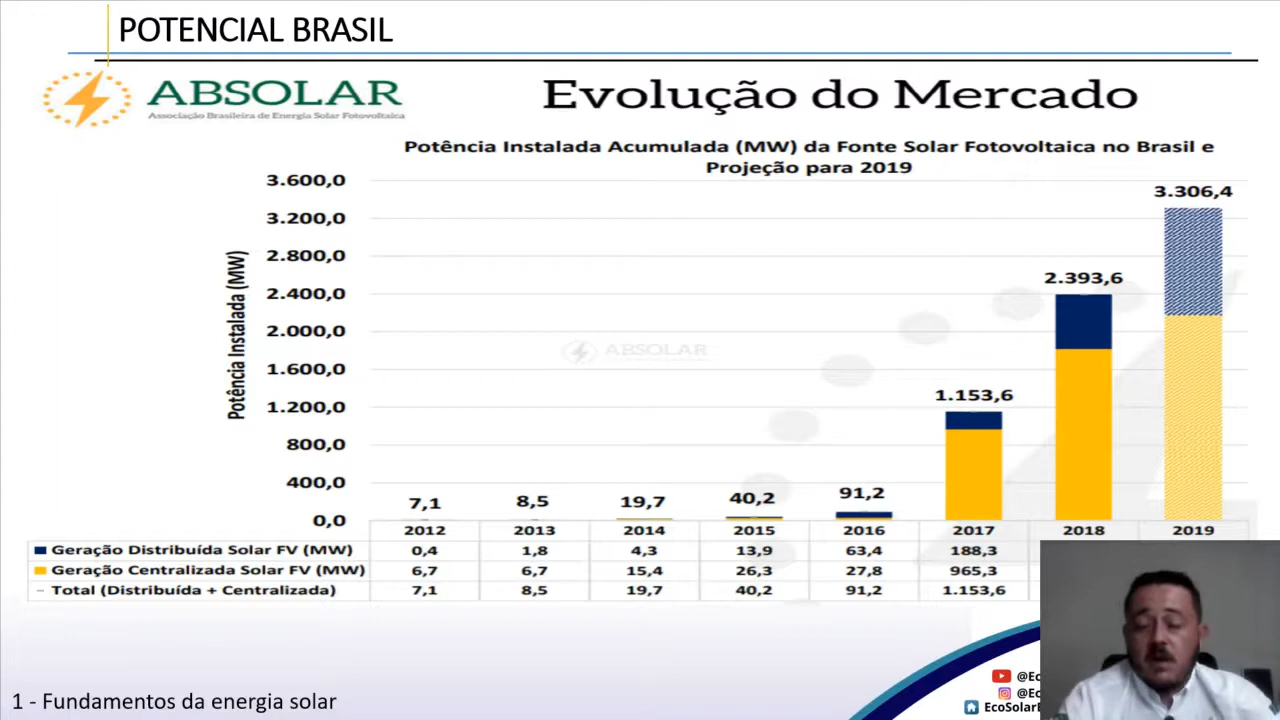 POTENCIAL BRASIL
ABSOLAR
Associação Brasileira de Energia Solar Fotovoltaica
Evolução do Mercado
Potência Instalada Acumulada (MW) da Fonte Solar Fotovoltaica no Brasil e
Projeção para 2019
Potência Instalada (MW)
3.600,0
3.200,0
2.800,0
2.400,0
2.000,0
1.600,0
1.200,0
800,0
400,0
0,0
7,1
8,5
19,7
40,2
91,2
1.153,6
2.393,6
3.306,4
ABSOLAR
2012 2013 2014 2015 2016 2017 2018 2019
Geração Distribuída Solar FV (MW) 0,4 1,8 4,3 13,9 63,4 188,3
Geração Centralizada Solar FV (MW) 6,7 6,7 15,4 26,3 27,8 965,3
Total (Distribuída + Centralizada) 7,1 8,5 19,7 40,2 91,2 1.153,6
1 - Fundamentos da energia solar